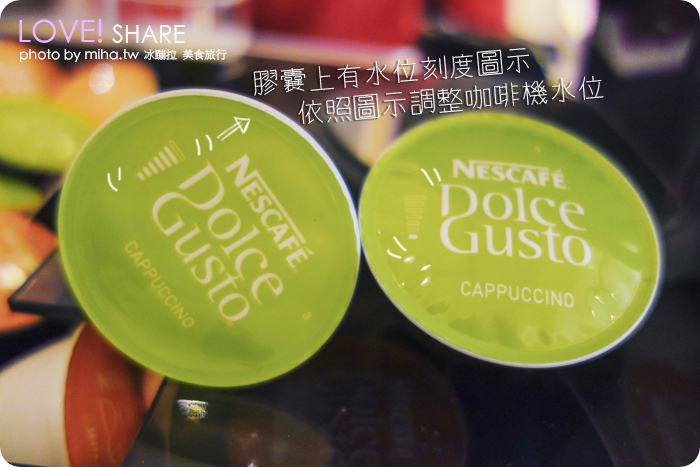 LOVE! SHARE
photo by miha.tw 冰蹦拉 美食旅行
膠囊上有水位刻度圖示
依照圖示調整咖啡機水位
NESCAFÉ
Dolce
Gusto
CAPPUCCINO
NESCAFÉ
Dolce
Gusto
CAPPUCCINO